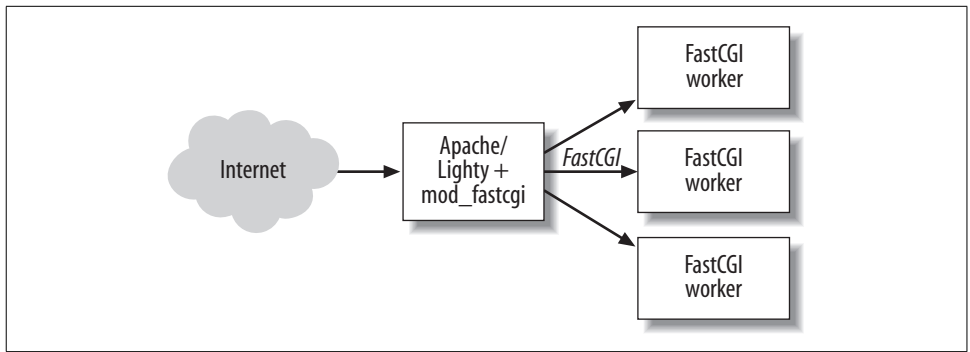 Internet
Apache/
Lighty +
mod_fastcgi
FastCGI
FastCGI
worker
FastCGI
worker
FastCGI
worker